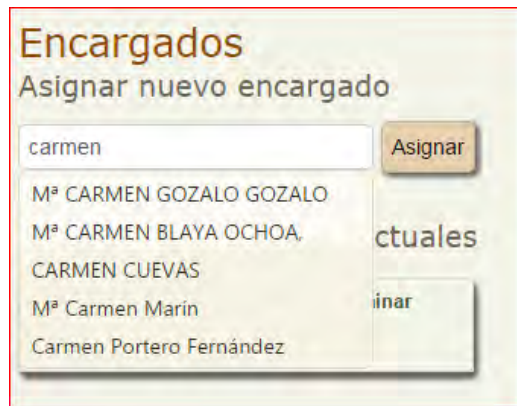 Encargados
Asignar nuevo encargado
carmen Asignar
Mª CARMEN GOZALO GOZALO
Mª CARMEN BLAYA OCHOA,
ctuales
CARMEN CUEVAS
Mª Carmen Marín
inar
Carmen Portero Fernández